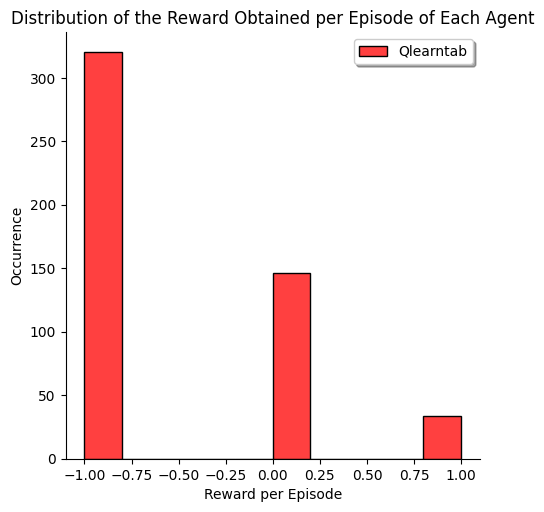 Distribution of the Reward Obtained per Episode of Each Agent
Qlearntab
300
250
200
150
100
50
0
Occurrence
−1.00 −0.75 −0.50 −0.25 0.00 0.25 0.50 0.75 1.00
Reward per Episode